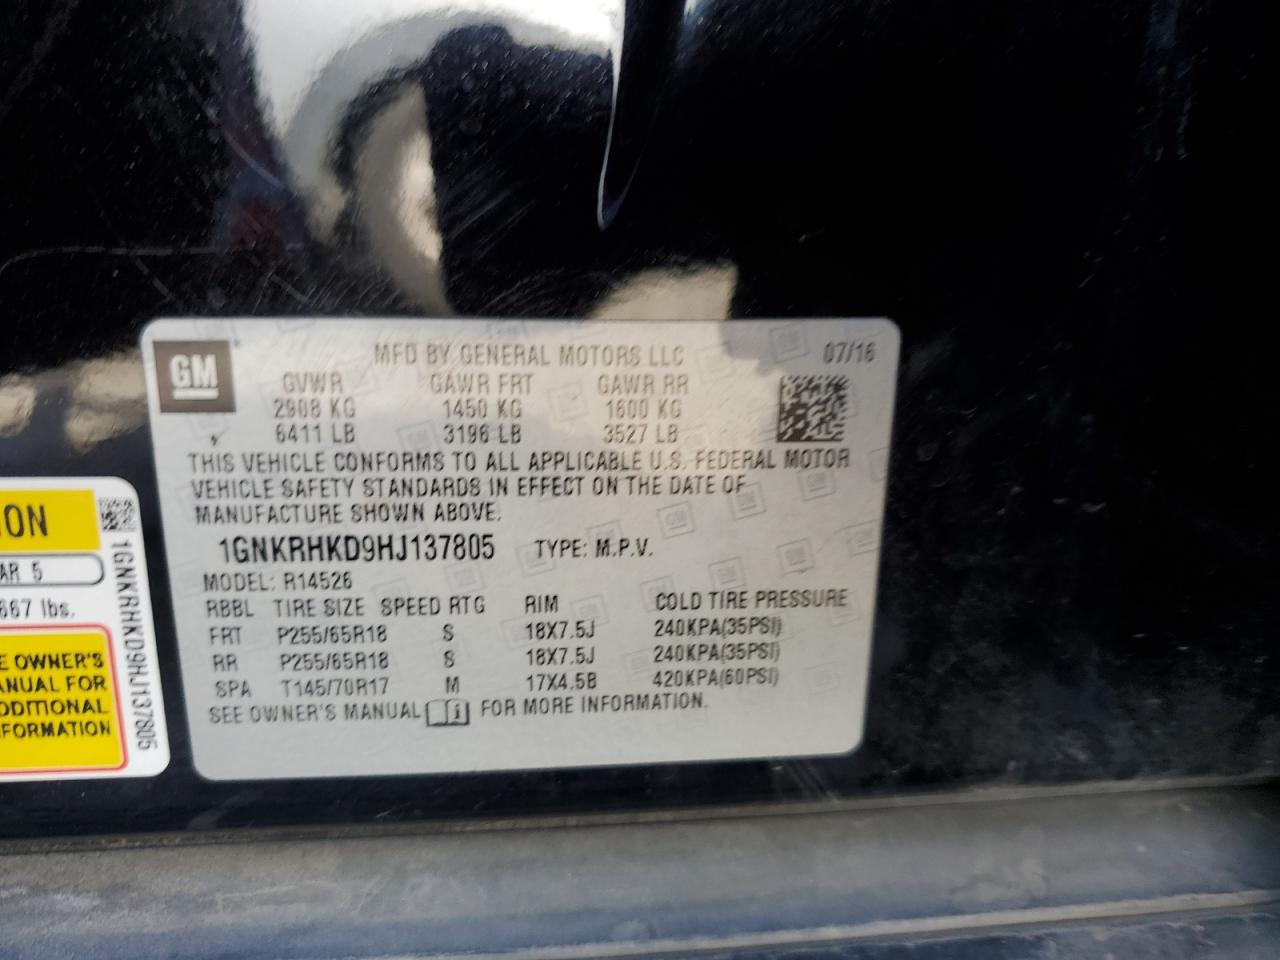 GM
MFD BY GENERAL MOTORS LLC 07/16
GVWR GAWR FRT GAWR RR
2908 KG 1450 KG 1600 KG
6411 LB 3196 LB 3527 LB
THIS VEHICLE CONFORMS TO ALL APPLICABLE U.S. FEDERAL MOTOR
VEHICLE SAFETY STANDARDS IN EFFECT ON THE DATE OF
MANUFACTURE SHOWN ABOVE.
1GNKRHKD9HJ137805 TYPE: M.P.V.
MODEL: R14526
RBBL TIRE SIZE SPEED RTG RIM COLD TIRE PRESSURE
FRT P255/65R18 S 18X7.5J 240KPA(35PSI)
RR P255/65R18 S 18X7.5J 240KPA(35PSI)
SPA T145/70R17 M 17X4.5B 420KPA(60PSI)
SEE OWNER'S MANUAL FOR MORE INFORMATION.
ION
AR 5
667 lbs.
E OWNER'S
ANUAL FOR
DDITIONAL
FORMATION
1GNKRHKD9HJ137805